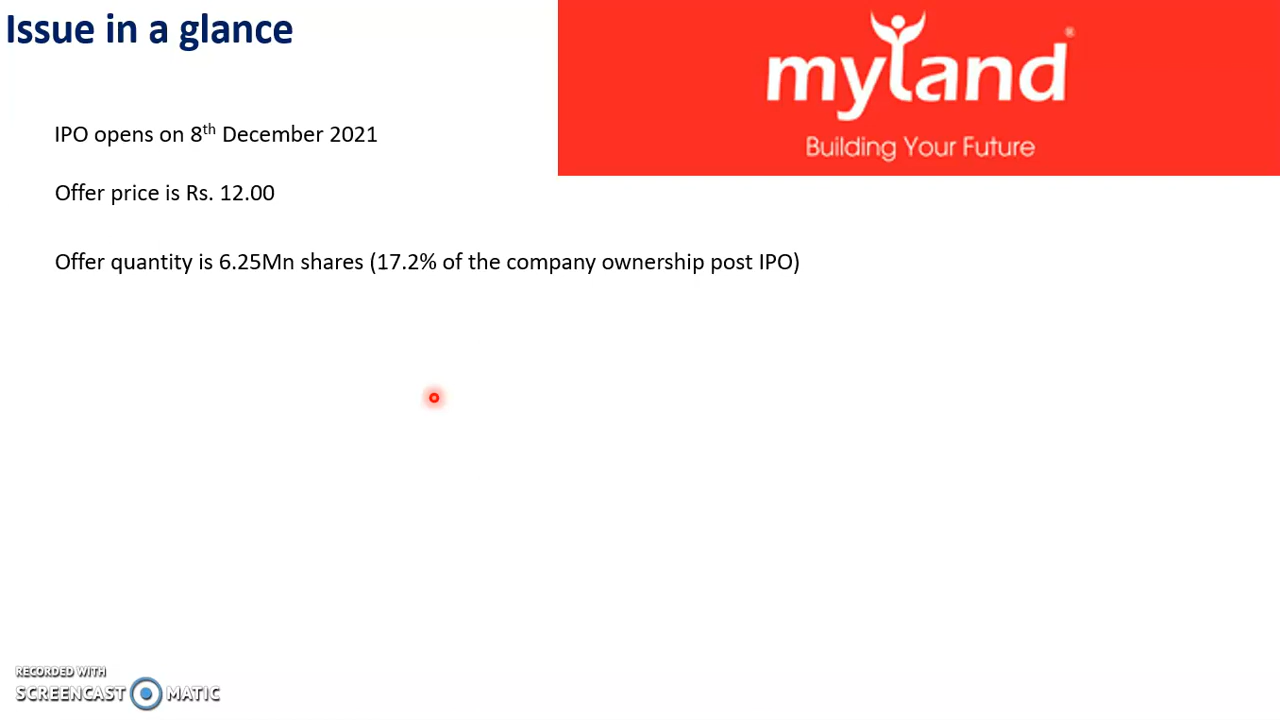 Issue in a glance
myland®
Building Your Future
IPO opens on 8th December 2021
Offer price is Rs. 12.00
Offer quantity is 6.25Mn shares (17.2% of the company ownership post IPO)
RECORDED WITH
SCREENCAST MATIC